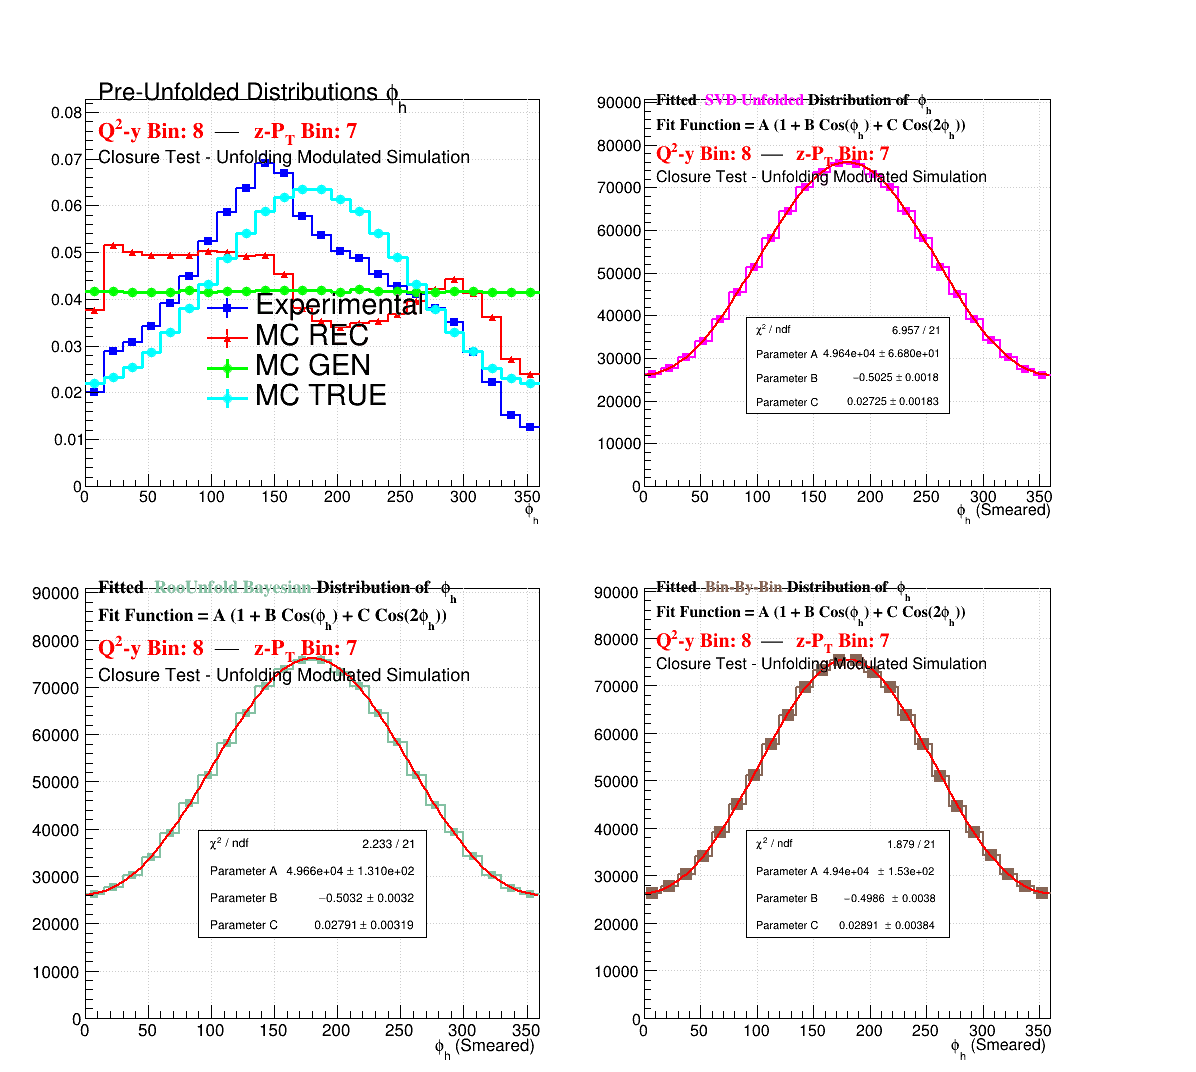 Pre-Unfolded Distributions ϕh
Q²-y Bin: 8 — z-PT Bin: 7
Closure Test - Unfolding Modulated Simulation
0.08
0.07
0.06
0.05
0.04
0.03
0.02
0.01
0
Experimental
MC REC
MC GEN
MC TRUE
0 50 100 150 200 250 300 350
ϕh
Fitted SVD Unfolded Distribution of ϕh
Fit Function = A (1 + B Cos(ϕh) + C Cos(2ϕh))
Q²-y Bin: 8 — z-PT Bin: 7
Closure Test - Unfolding Modulated Simulation
90000
80000
70000
60000
50000
40000
30000
20000
10000
0
χ² / ndf 6.957 / 21
Parameter A 4.964e+04 ± 6.680e+01
Parameter B −0.5025 ± 0.0018
Parameter C 0.02725 ± 0.00183
0 50 100 150 200 250 300 350
ϕh (Smeared)
Fitted RooUnfold Bayesian Distribution of ϕh
Fit Function = A (1 + B Cos(ϕh) + C Cos(2ϕh))
Q²-y Bin: 8 — z-PT Bin: 7
Closure Test - Unfolding Modulated Simulation
90000
80000
70000
60000
50000
40000
30000
20000
10000
0
χ² / ndf 2.233 / 21
Parameter A 4.966e+04 ± 1.310e+02
Parameter B −0.5032 ± 0.0032
Parameter C 0.02791 ± 0.00319
0 50 100 150 200 250 300 350
ϕh (Smeared)
Fitted Bin-By-Bin Distribution of ϕh
Fit Function = A (1 + B Cos(ϕh) + C Cos(2ϕh))
Q²-y Bin: 8 — z-PT Bin: 7
Closure Test - Unfolding Modulated Simulation
90000
80000
70000
60000
50000
40000
30000
20000
10000
0
χ² / ndf 1.879 / 21
Parameter A 4.94e+04 ± 1.53e+02
Parameter B −0.4986 ± 0.0038
Parameter C 0.02891 ± 0.00384
0 50 100 150 200 250 300 350
ϕh (Smeared)